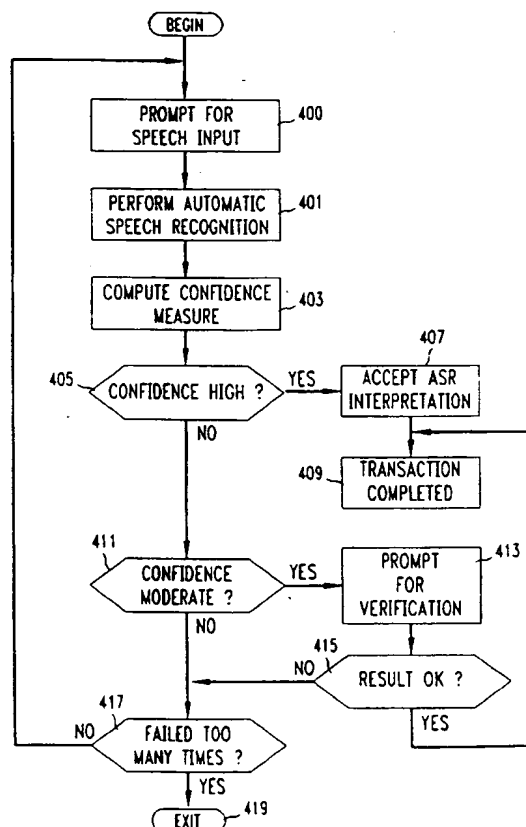 BEGIN
PROMPT FOR
SPEECH INPUT
400
PERFORM AUTOMATIC
SPEECH RECOGNITION
401
COMPUTE CONFIDENCE
MEASURE
403
405
CONFIDENCE HIGH ?
YES
NO
407
ACCEPT ASR
INTERPRETATION
409
TRANSACTION
COMPLETED
411
CONFIDENCE
MODERATE ?
YES
NO
413
PROMPT
FOR
VERIFICATION
415
NO
RESULT OK ?
YES
417
NO
FAILED TOO
MANY TIMES ?
YES
EXIT
419